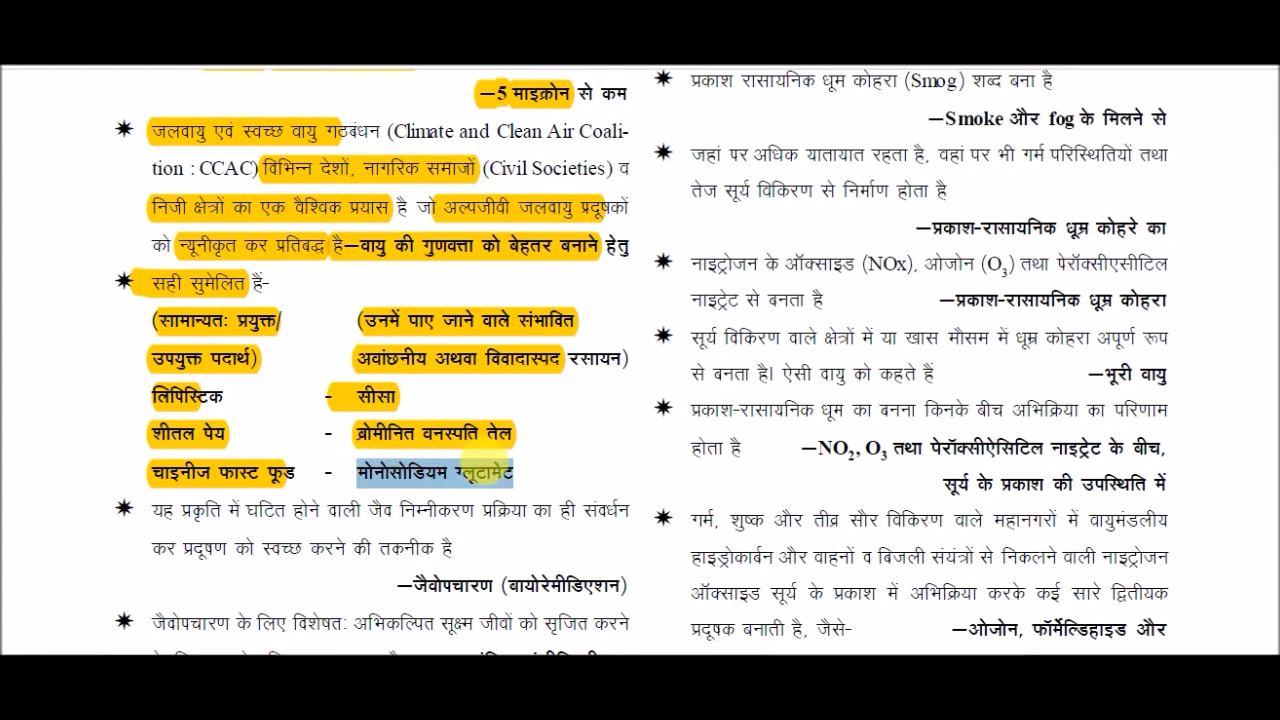 —5 माइक्रोन से कम
✶ जलवायु एवं स्वच्छ वायु गठबंधन (Climate and Clean Air Coali-
tion : CCAC) विभिन्न देशों, नागरिक समाजों (Civil Societies) व
निजी क्षेत्रों का एक वैश्विक प्रयास है जो अल्पजीवी जलवायु प्रदूषकों
को न्यूनीकृत कर प्रतिबद्ध है—वायु की गुणवत्ता को बेहतर बनाने हेतु
✶ सही सुमेलित हैं-
(सामान्यतः प्रयुक्त/ (उनमें पाए जाने वाले संभावित
उपयुक्त पदार्थ) अवांछनीय अथवा विवादास्पद रसायन)
लिपिस्टिक - सीसा
शीतल पेय - ब्रोमीनित वनस्पति तेल
चाइनीज फास्ट फूड - मोनोसोडियम ग्लूटामेट
✶ यह प्रकृति में घटित होने वाली जैव निम्नीकरण प्रक्रिया का ही संवर्धन
कर प्रदूषण को स्वच्छ करने की तकनीक है
—जैवोपचारण (बायोरेमीडिएशन)
✶ जैवोपचारण के लिए विशेषत: अभिकल्पित सूक्ष्म जीवों को सृजित करने
✶ प्रकाश रासायनिक धूम कोहरा (Smog) शब्द बना है
—Smoke और fog के मिलने से
✶ जहां पर अधिक यातायात रहता है, वहां पर भी गर्म परिस्थितियों तथा
तेज सूर्य विकिरण से निर्माण होता है
—प्रकाश-रासायनिक धूम्र कोहरे का
✶ नाइट्रोजन के ऑक्साइड (NOx), ओजोन (O₃) तथा पेरॉक्सीएसीटिल
नाइट्रेट से बनता है —प्रकाश-रासायनिक धूम्र कोहरा
✶ सूर्य विकिरण वाले क्षेत्रों में या खास मौसम में धूम्र कोहरा अपूर्ण रूप
से बनता है। ऐसी वायु को कहते हैं —भूरी वायु
✶ प्रकाश-रासायनिक धूम का बनना किनके बीच अभिक्रिया का परिणाम
होता है —NO₂, O₃ तथा पेरॉक्सीऐसिटिल नाइट्रेट के बीच,
सूर्य के प्रकाश की उपस्थिति में
✶ गर्म, शुष्क और तीव्र सौर विकिरण वाले महानगरों में वायुमंडलीय
हाइड्रोकार्बन और वाहनों व बिजली संयंत्रों से निकलने वाली नाइट्रोजन
ऑक्साइड सूर्य के प्रकाश में अभिक्रिया करके कई सारे द्वितीयक
प्रदूषक बनाती है, जैसे- —ओजोन, फॉर्मेल्डिहाइड और